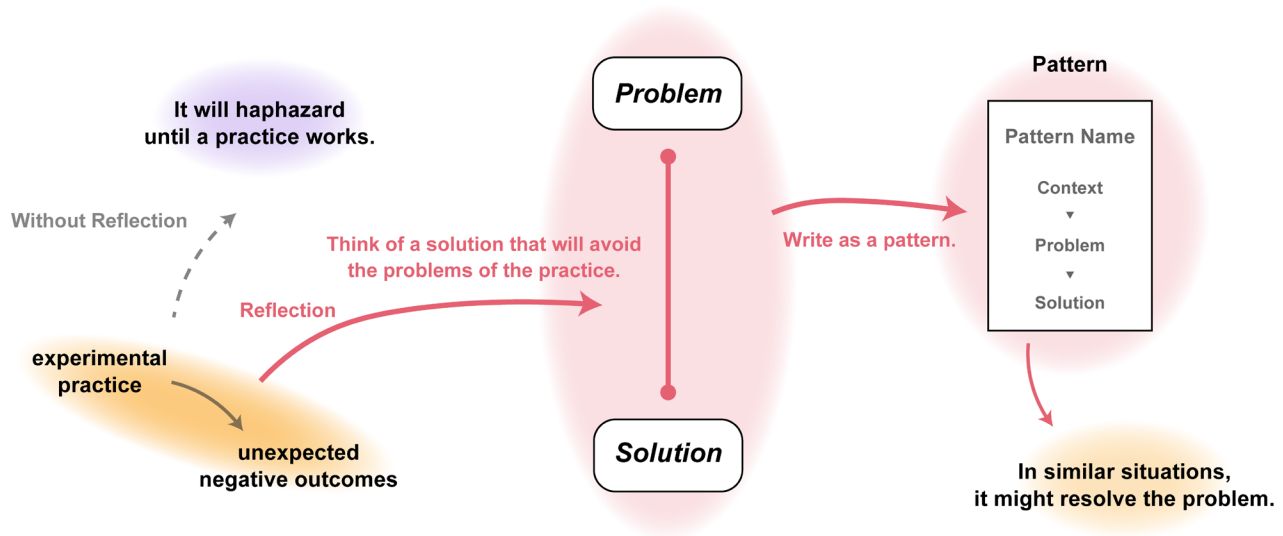 It will haphazard
until a practice works.
Without Reflection
experimental
practice
unexpected
negative outcomes
Reflection
Think of a solution that will avoid
the problems of the practice.
Problem
Solution
Write as a pattern.
Pattern
Pattern Name
Context
Problem
Solution
In similar situations,
it might resolve the problem.